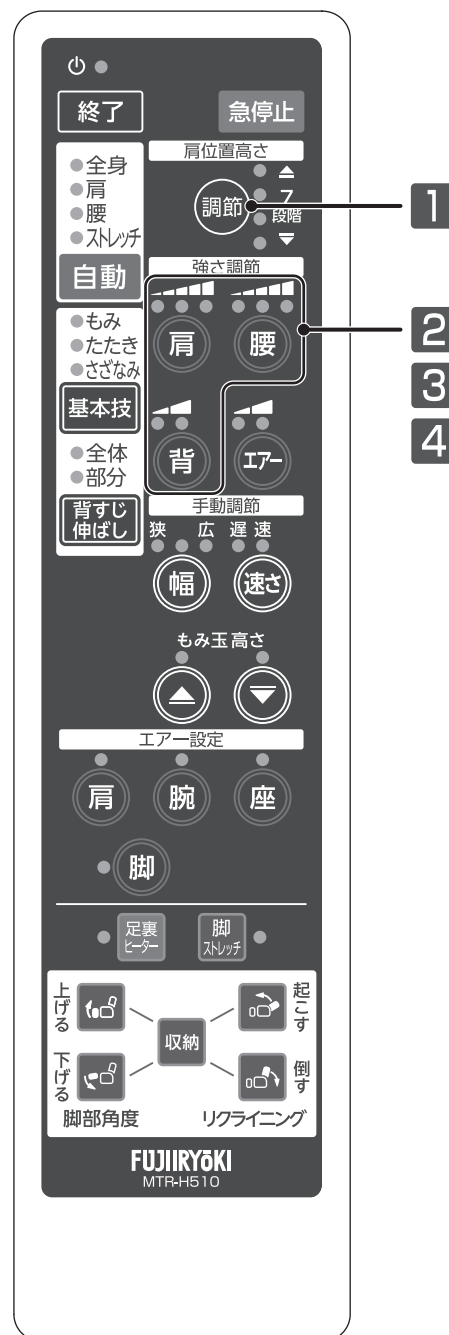 終了
急停止
肩位置高さ
調節
7
段階
1
全身
肩
腰
ストレッチ
自動
強さ調節
肩
腰
2
3
4
背
エアー
もみ
たたき
さざなみ
基本技
全体
部分
背すじ
伸ばし
手動調節
狭 広 遅 速
幅
速さ
もみ玉高さ
エアー設定
肩
腕
座
脚
足裏
ヒーター
脚
ストレッチ
上げる
起こす
収納
下げる
倒す
脚部角度
リクライニング
FUJIIRYōKI
MTR-H510